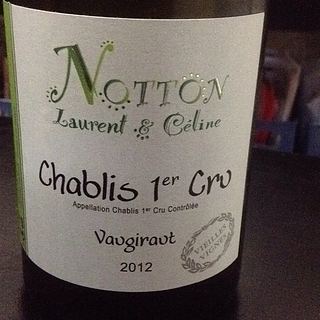 NOTTON
Laurent & Céline
Chablis 1er Cru
Appellation Chablis 1er Cru Contrôlée
Vaugiraut
VIEILLES VIGNES
2012